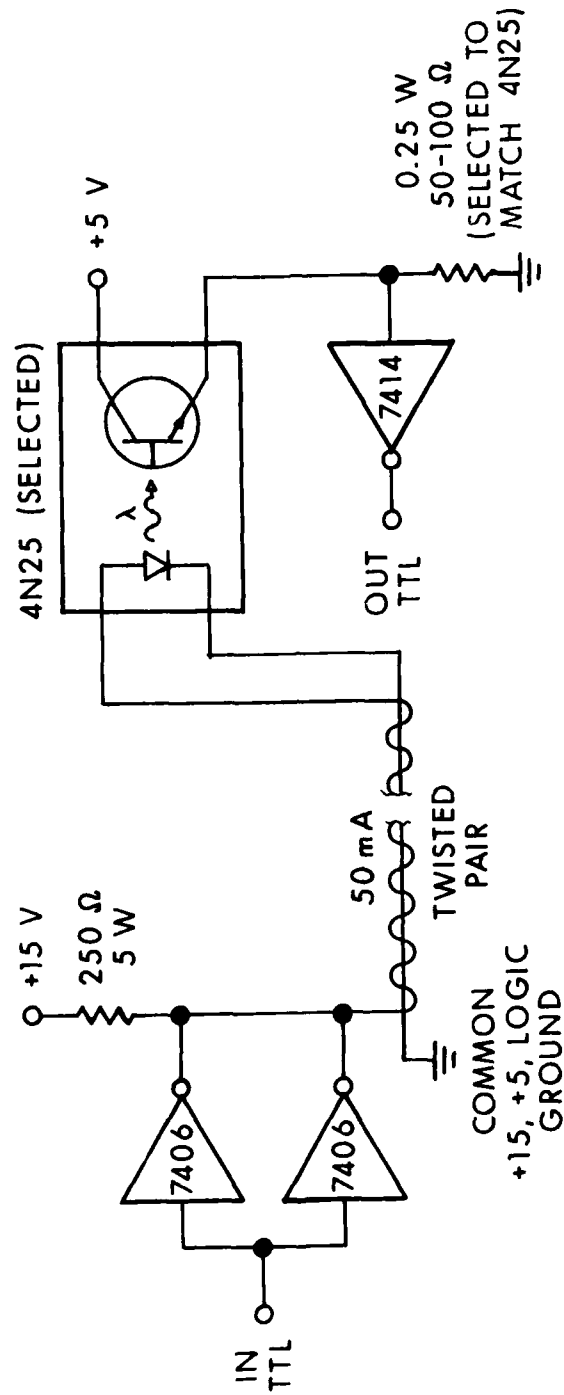 IN
TTL
7406
7406
+15 V
250 Ω
5 W
COMMON
+15, +5, LOGIC
GROUND
50 mA
TWISTED
PAIR
4N25 (SELECTED)
λ
+5 V
OUT
TTL
7414
0.25 W
50-100 Ω
(SELECTED TO
MATCH 4N25)